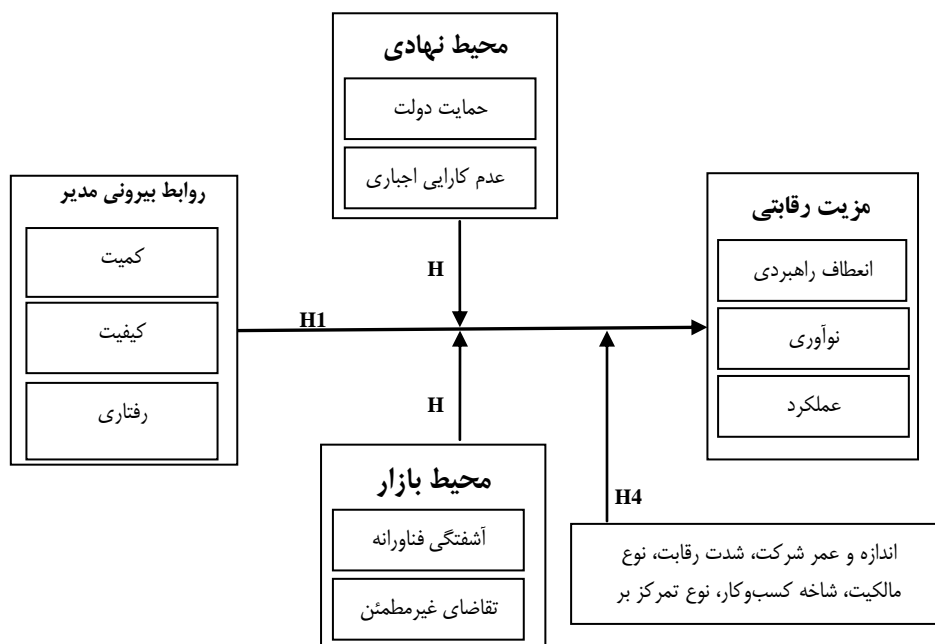 محیط نهادی
حمایت دولت
عدم کارایی اجباری
روابط بیرونی مدیر
کمیت
کیفیت
رفتاری
H
H1
H
مزیت رقابتی
انعطاف راهبردی
نوآوری
عملکرد
محیط بازار
آشفتگی فناورانه
تقاضای غیرمطمئن
H4
اندازه و عمر شرکت، شدت رقابت، نوع
مالکیت، شاخه کسب‌وکار، نوع تمرکز بر